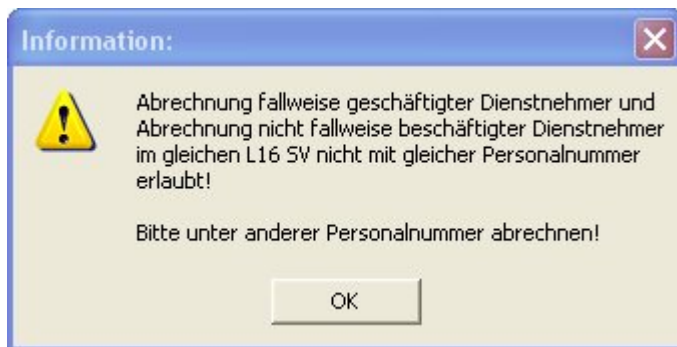 Information:
Abrechnung fallweise geschäftigter Dienstnehmer und
Abrechnung nicht fallweise beschäftigter Dienstnehmer
im gleichen L16 SV nicht mit gleicher Personalnummer
erlaubt!
Bitte unter anderer Personalnummer abrechnen!
OK